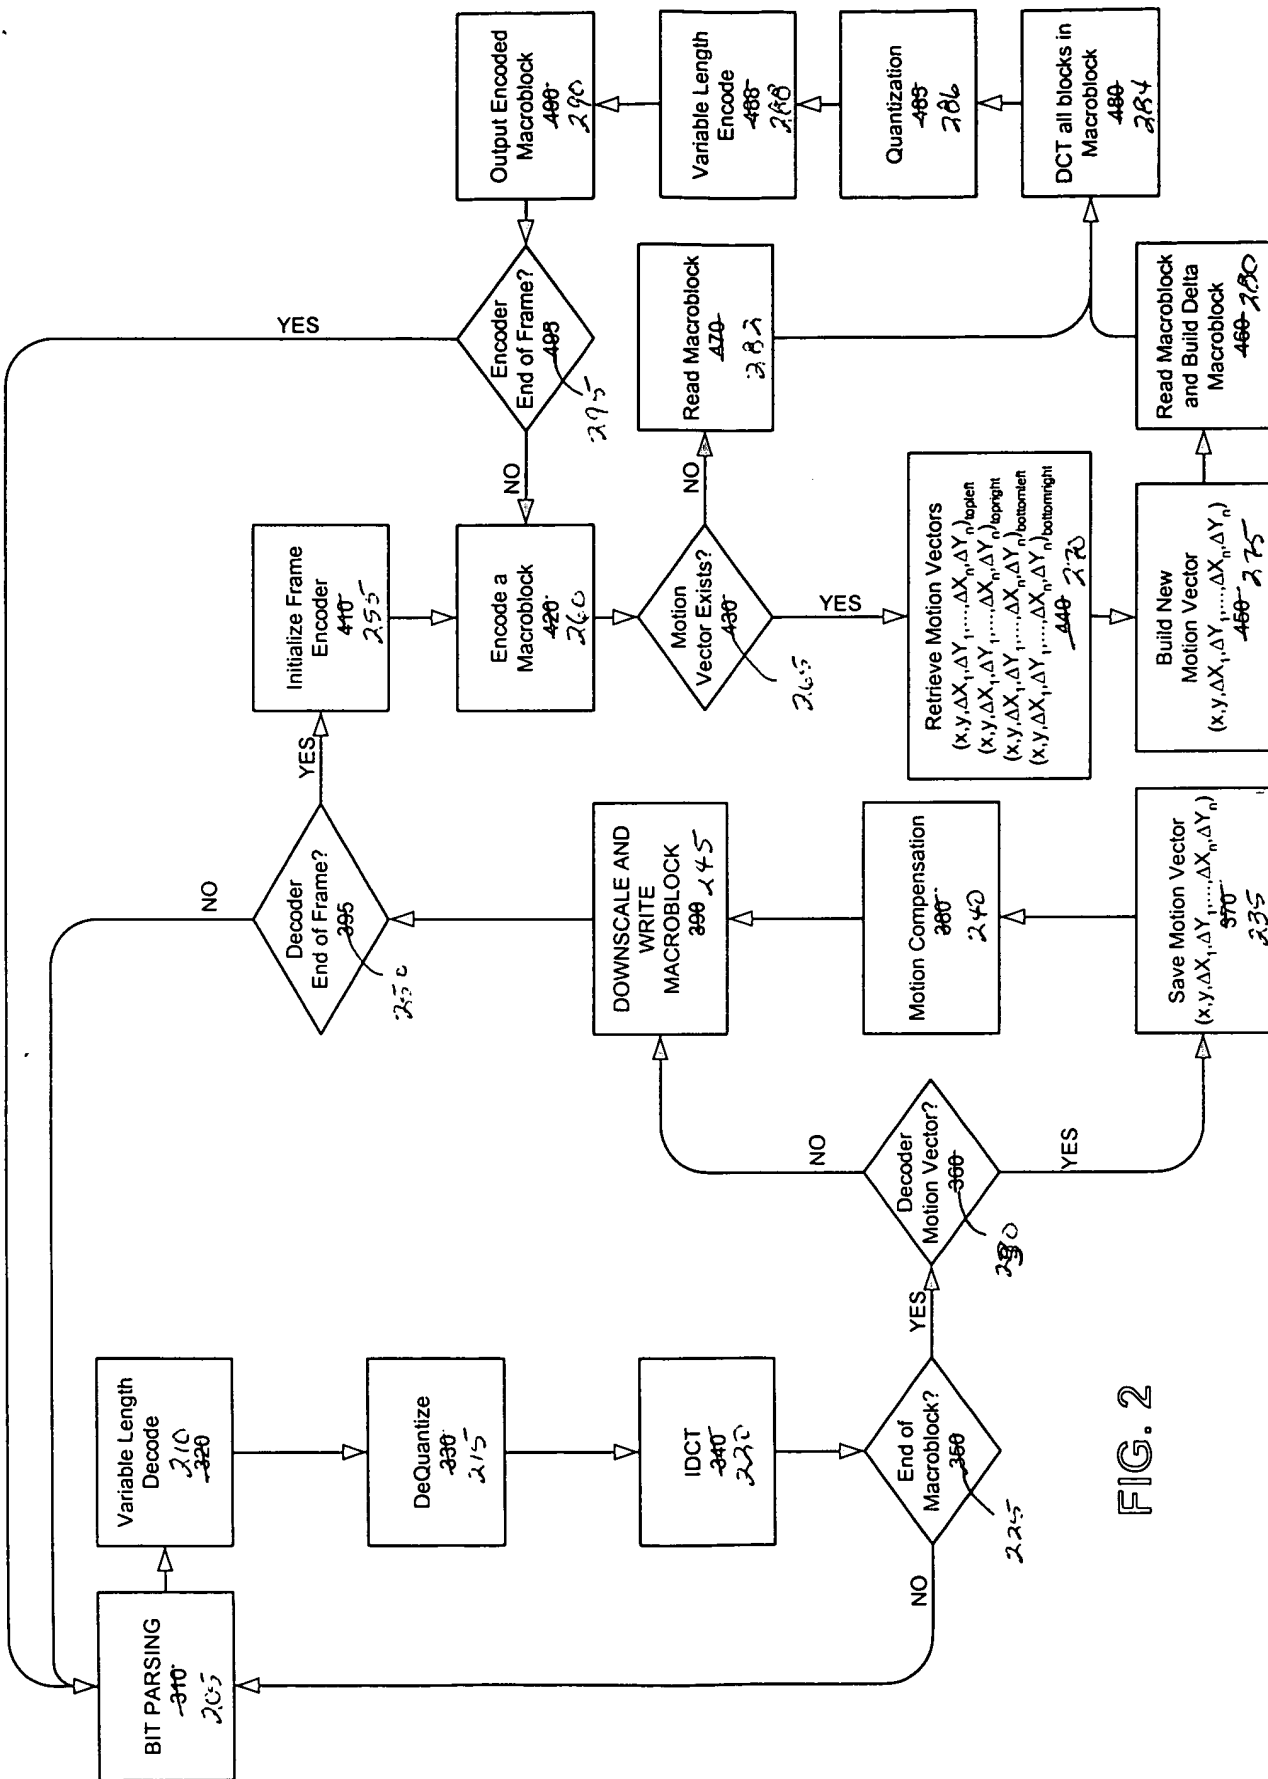 BIT PARSING
310
205
Variable Length
Decode
210
320
DeQuantize
330
215
IDCT
340
220
End of
Macroblock?
350
225
NO
YES
Decoder
Motion Vector?
360
230
NO
YES
Save Motion Vector
(x,y,ΔX₁,ΔY₁,...,ΔXₙ,ΔYₙ)
370
235
Motion Compensation
380
240
DOWNSCALE AND
WRITE
MACROBLOCK
390 245
Decoder
End of Frame?
395
250
NO
YES
Initialize Frame
Encoder
410
255
Encode a
Macroblock
420
260
Motion
Vector Exists?
430
265
NO
YES
Retrieve Motion Vectors
(x,y,ΔX₁,ΔY₁,...,ΔXₙ,ΔYₙ)topleft
(x,y,ΔX₁,ΔY₁,...,ΔXₙ,ΔYₙ)topright
(x,y,ΔX₁,ΔY₁,...,ΔXₙ,ΔYₙ)bottomleft
(x,y,ΔX₁,ΔY₁,...,ΔXₙ,ΔYₙ)bottomright
440 270
Build New
Motion Vector
(x,y,ΔX₁,ΔY₁,...,ΔXₙ,ΔYₙ)
450 275
Read Macroblock
and Build Delta
Macroblock
460 280
Read Macroblock
470
282
DCT all blocks in
Macroblock
480
284
Quantization
485
286
Variable Length
Encode
488
288
Output Encoded
Macroblock
490
290
Encoder
End of Frame?
495
295
NO
YES
FIG. 2